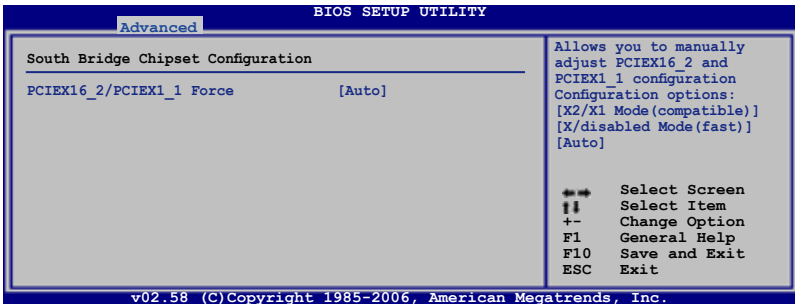 BIOS SETUP UTILITY
Advanced
South Bridge Chipset Configuration
PCIEX16_2/PCIEX1_1 Force [Auto]
Allows you to manually
adjust PCIEX16_2 and
PCIEX1_1 configuration
Configuration options:
[X2/X1 Mode(compatible)]
[X/disabled Mode(fast)]
[Auto]
←→ Select Screen
↑↓ Select Item
+- Change Option
F1 General Help
F10 Save and Exit
ESC Exit
v02.58 (C)Copyright 1985-2006, American Megatrends, Inc.